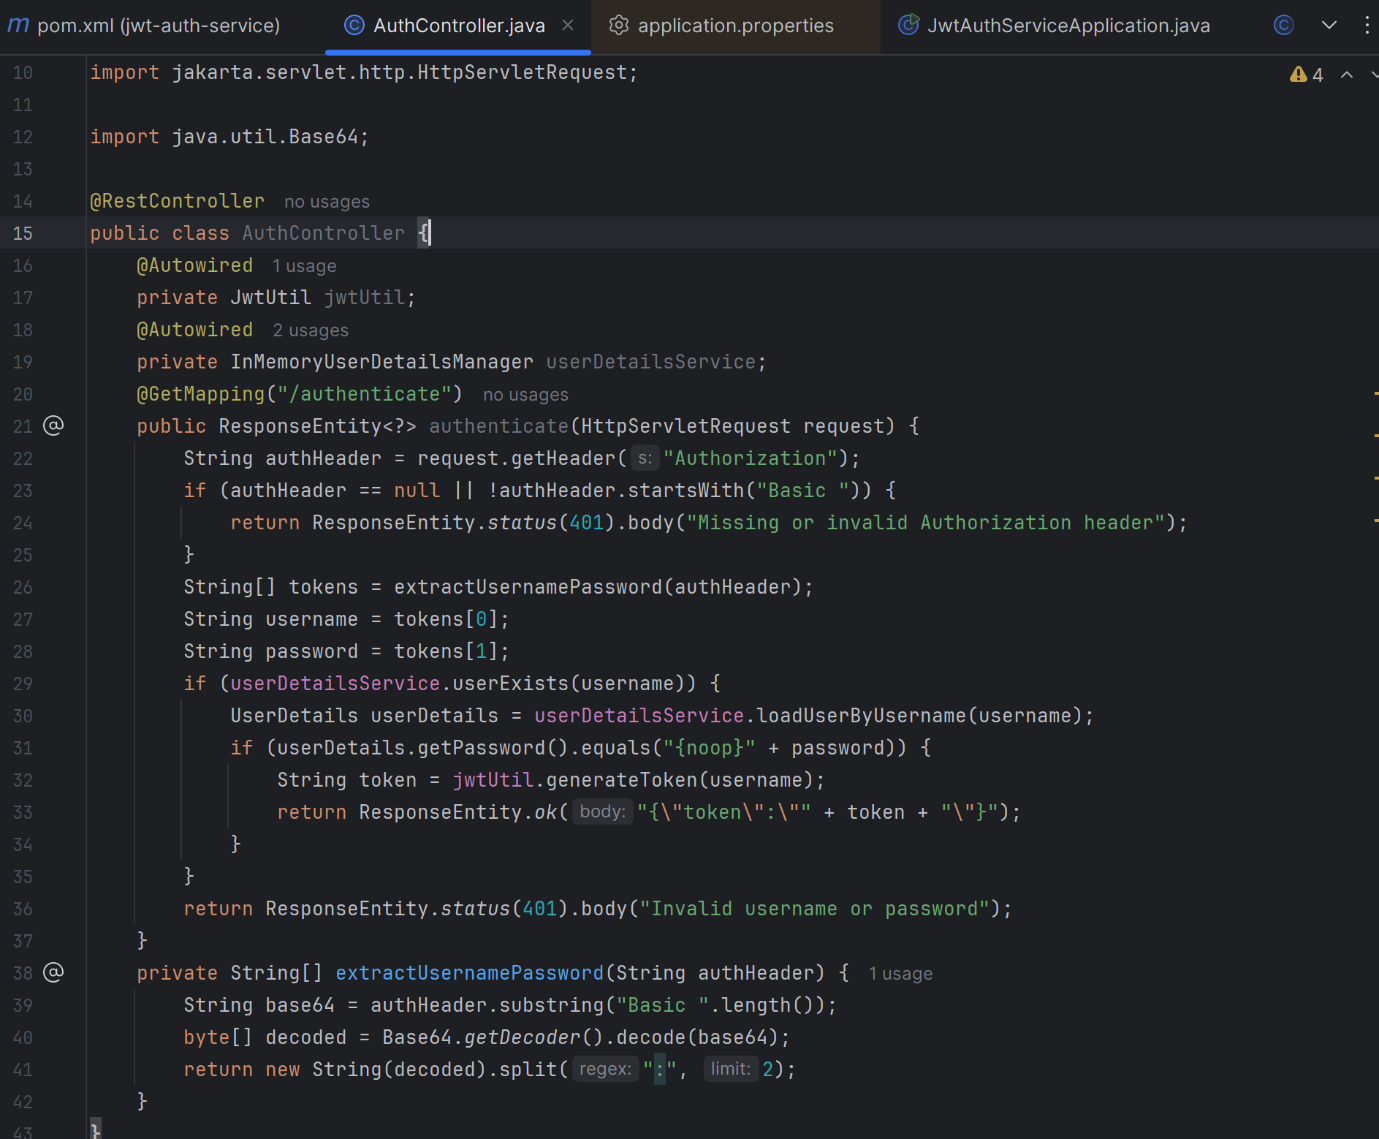 m pom.xml (jwt-auth-service) © AuthController.java × application.properties JwtAuthServiceApplication.java
10 import jakarta.servlet.http.HttpServletRequest; 4
11
12 import java.util.Base64;
13
14 @RestController no usages
15 public class AuthController {
16 @Autowired 1 usage
17 private JwtUtil jwtUtil;
18 @Autowired 2 usages
19 private InMemoryUserDetailsManager userDetailsService;
20 @GetMapping("/authenticate") no usages
21 @ public ResponseEntity<?> authenticate(HttpServletRequest request) {
22 String authHeader = request.getHeader( s: "Authorization");
23 if (authHeader == null || !authHeader.startsWith("Basic ")) {
24 return ResponseEntity.status(401).body("Missing or invalid Authorization header");
25 }
26 String[] tokens = extractUsernamePassword(authHeader);
27 String username = tokens[0];
28 String password = tokens[1];
29 if (userDetailsService.userExists(username)) {
30 UserDetails userDetails = userDetailsService.loadUserByUsername(username);
31 if (userDetails.getPassword().equals("{noop}" + password)) {
32 String token = jwtUtil.generateToken(username);
33 return ResponseEntity.ok( body: "{\"token\":\"" + token + "\"}");
34 }
35 }
36 return ResponseEntity.status(401).body("Invalid username or password");
37 }
38 @ private String[] extractUsernamePassword(String authHeader) { 1 usage
39 String base64 = authHeader.substring("Basic ".length());
40 byte[] decoded = Base64.getDecoder().decode(base64);
41 return new String(decoded).split( regex: ":", limit: 2);
42 }
43 }